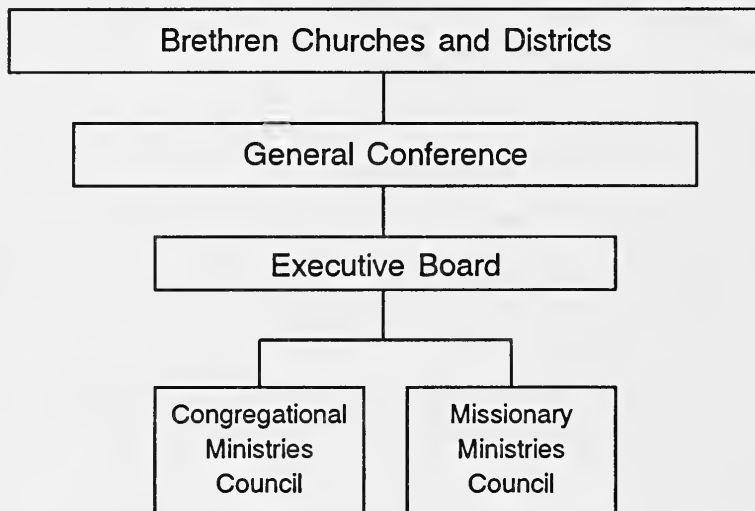 Brethren Churches and Districts
General Conference
Executive Board
Congregational
Ministries
Council
Missionary
Ministries
Council